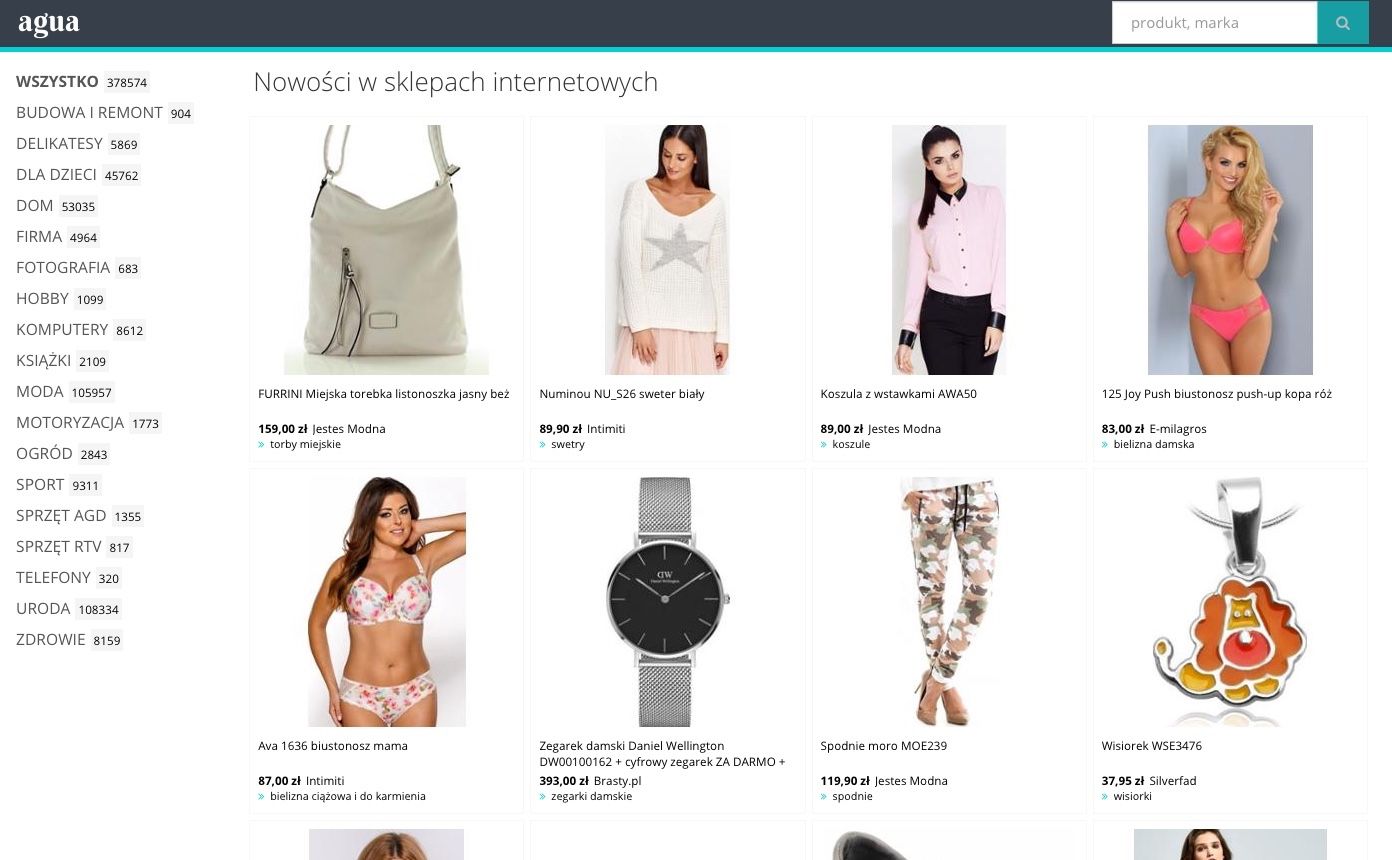 agua
produkt, marka
WSZYSTKO 378574
BUDOWA I REMONT 904
DELIKATESY 5869
DLA DZIECI 45762
DOM 53035
FIRMA 4964
FOTOGRAFIA 683
HOBBY 1099
KOMPUTERY 8612
KSIĄŻKI 2109
MODA 105957
MOTORYZACJA 1773
OGRÓD 2843
SPORT 9311
SPRZĘT AGD 1355
SPRZĘT RTV 817
TELEFONY 320
URODA 108334
ZDROWIE 8159
Nowości w sklepach internetowych
FURRINI Miejska torebka listonoszka jasny beż
159,00 zł Jestes Modna
» torby miejskie
Numinou NU_S26 sweter biały
89,90 zł Intimiti
» swetry
Koszula z wstawkami AWA50
89,00 zł Jestes Modna
» koszule
125 Joy Push biustonosz push-up kopa róż
83,00 zł E-milagros
» bielizna damska
Ava 1636 biustonosz mama
87,00 zł Intimiti
» bielizna ciążowa i do karmienia
DW
Daniel Wellington
Zegarek damski Daniel Wellington
DW00100162 + cyfrowy zegarek ZA DARMO +
393,00 zł Brasty.pl
» zegarki damskie
Spodnie moro MOE239
119,90 zł Jestes Modna
» spodnie
Wisiorek WSE3476
37,95 zł Silverfad
» wisiorki